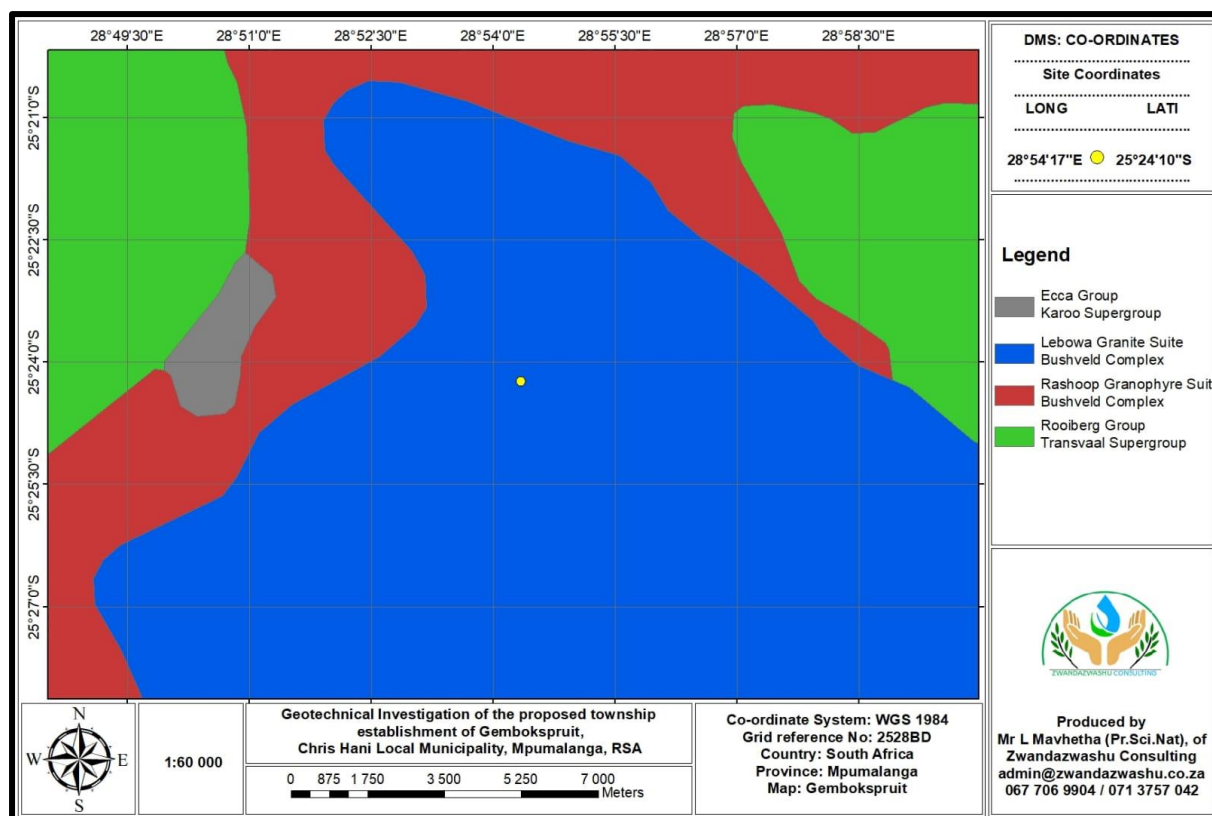 28°49'30"E 28°51'0"E 28°52'30"E 28°54'0"E 28°55'30"E 28°57'0"E 28°58'30"E
25°21'0"S
25°22'30"S
25°24'0"S
25°25'30"S
25°27'0"S
DMS: CO-ORDINATES
Site Coordinates
LONG LATI
28°54'17"E 25°24'10"S
Legend
Ecca Group
Karoo Supergroup
Lebowa Granite Suite
Bushveld Complex
Rashoop Granophyre Suit
Bushveld Complex
Rooiberg Group
Transvaal Supergroup
ZWANDAZWASHU CONSULTING
Produced by
Mr L Mavhetha (Pr.Sci.Nat), of
Zwandazwashu Consulting
admin@zwandazwashu.co.za
067 706 9904 / 071 3757 042
N
W E
S
1:60 000
Geotechnical Investigation of the proposed township
establishment of Gembokspruit,
Chris Hani Local Municipality, Mpumalanga, RSA
0 875 1 750 3 500 5 250 7 000
Meters
Co-ordinate System: WGS 1984
Grid reference No: 2528BD
Country: South Africa
Province: Mpumalanga
Map: Gembokspruit